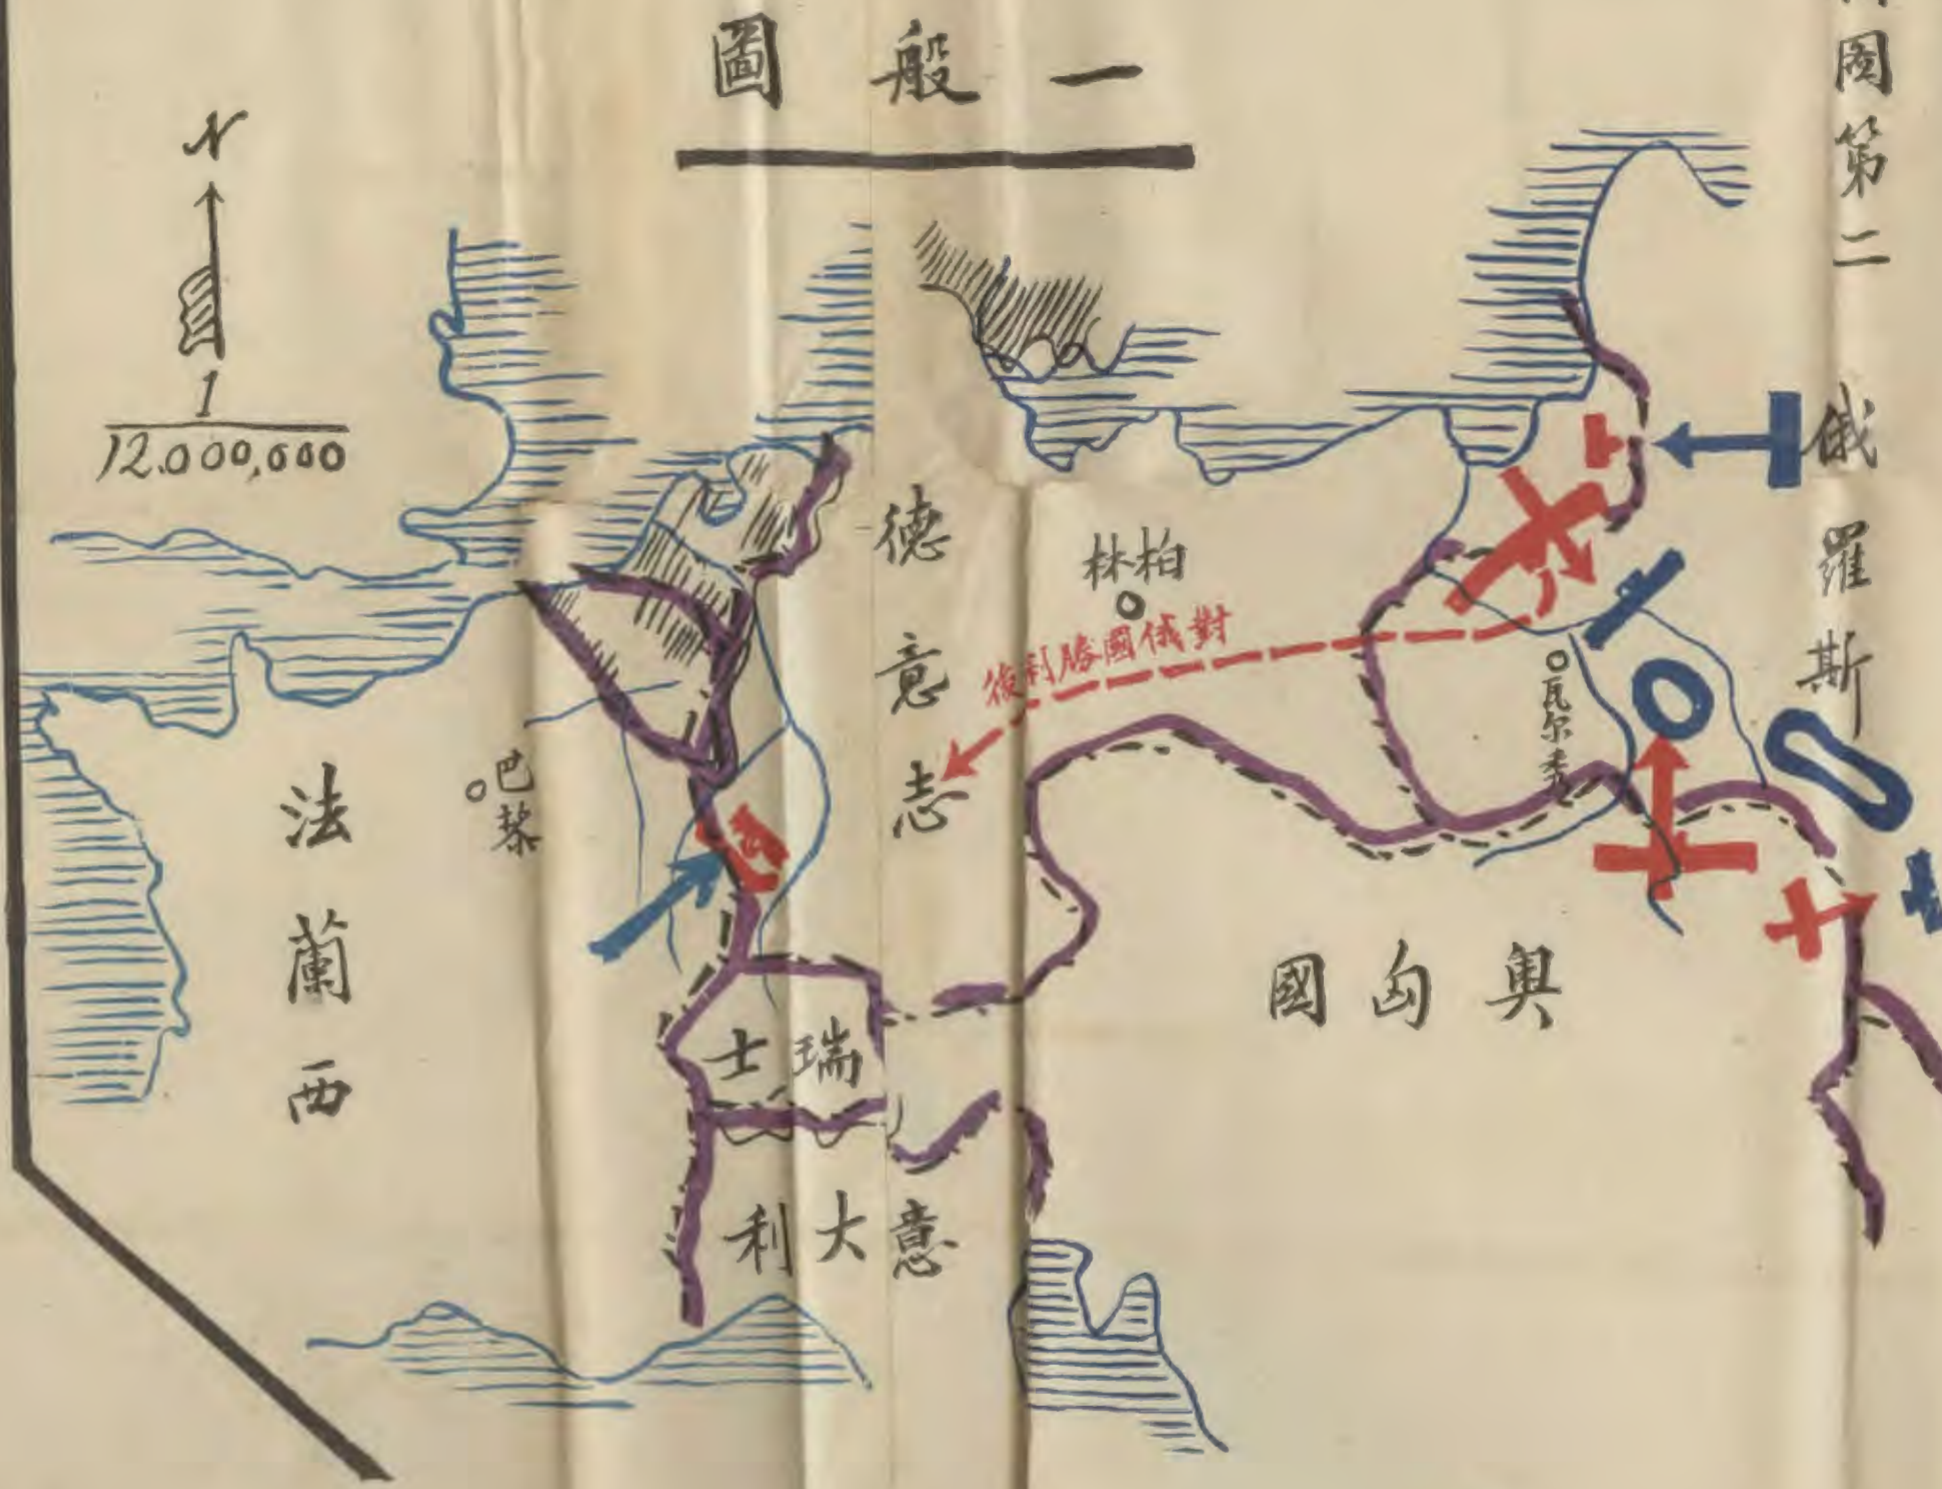 圖第二
一般圖
N
1
12.000,000
俄羅斯
德意志
柏林
對俄國勝利後
瓦尔秀
法蘭西
巴黎
奥匈國
瑞士
意大利